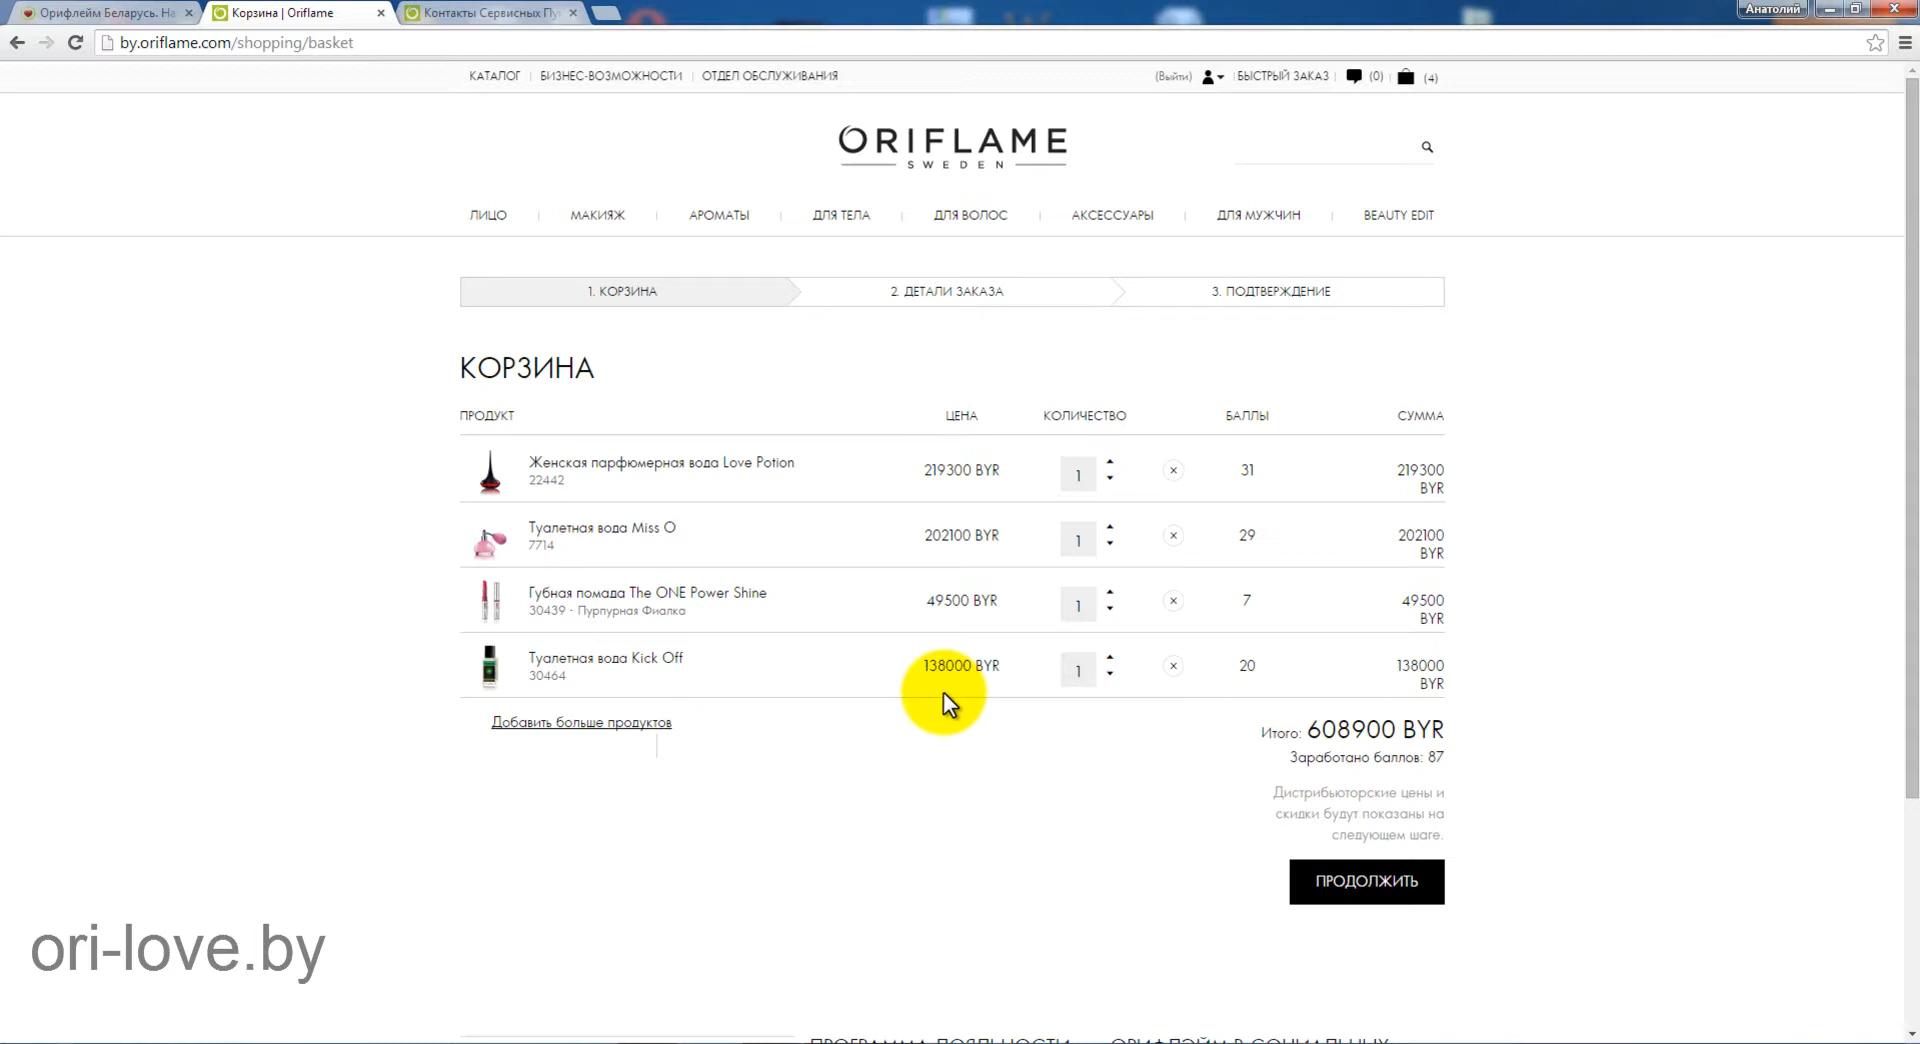 Орифлейм Беларусь. На
Корзина | Oriflame
Контакты Сервисных Пу
Анатолий
by.oriflame.com/shopping/basket
КАТАЛОГ
БИЗНЕС-ВОЗМОЖНОСТИ
ОТДЕЛ ОБСЛУЖИВАНИЯ
(Выйти)
БЫСТРЫЙ ЗАКАЗ
(0)
(4)
ORIFLAME
SWEDEN
ЛИЦО
МАКИЯЖ
АРОМАТЫ
ДЛЯ ТЕЛА
ДЛЯ ВОЛОС
АКСЕССУАРЫ
ДЛЯ МУЖЧИН
BEAUTY EDIT
1. КОРЗИНА
2. ДЕТАЛИ ЗАКАЗА
3. ПОДТВЕРЖДЕНИЕ
КОРЗИНА
ПРОДУКТ ЦЕНА КОЛИЧЕСТВО БАЛЛЫ СУММА
Женская парфюмерная вода Love Potion
22442
219300 BYR
1
31
219300
BYR
Туалетная вода Miss O
7714
202100 BYR
1
29
202100
BYR
Губная помада The ONE Power Shine
30439 - Пурпурная Фиалка
49500 BYR
1
7
49500
BYR
Туалетная вода Kick Off
30464
138000 BYR
1
20
138000
BYR
Добавить больше продуктов
Итого: 608900 BYR
Заработано баллов: 87
Дистрибьюторские цены и
скидки будут показаны на
следующем шаге.
ПРОДОЛЖИТЬ
ori-love.by
ПРОГРАММА ЛОЯЛЬНОСТИ
ОРИФЛЭЙМ В СОЦИАЛЬНЫХ